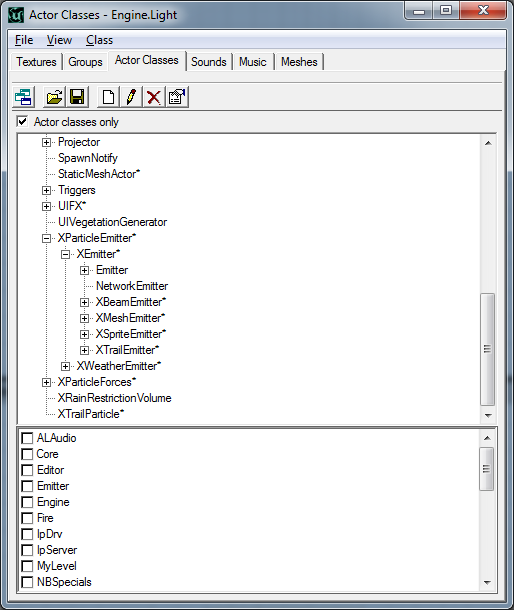 Actor Classes - Engine.Light
File View Class
Textures Groups Actor Classes Sounds Music Meshes
Actor classes only
Projector
SpawnNotify
StaticMeshActor*
Triggers
UIFX*
UIVegetationGenerator
XParticleEmitter*
XEmitter*
Emitter
NetworkEmitter
XBeamEmitter*
XMeshEmitter*
XSpriteEmitter*
XTrailEmitter*
XWeatherEmitter*
XParticleForces*
XRainRestrictionVolume
XTrailParticle*
ALAudio
Core
Editor
Emitter
Engine
Fire
IpDrv
IpServer
MyLevel
NBSpecials